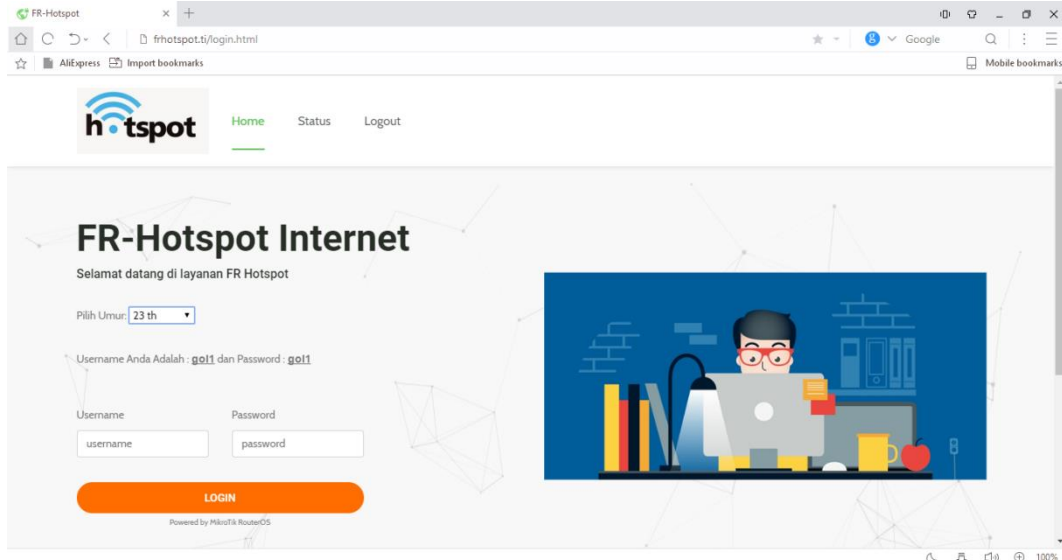 FR-Hotspot
frhotspot.ti/login.html
Google
AliExpress Import bookmarks
Mobile bookmarks
hotspot
Home Status Logout
FR-Hotspot Internet
Selamat datang di layanan FR Hotspot
Pilih Umur: 23 th
Username Anda Adalah : gol1 dan Password : gol1
Username Password
username password
LOGIN
Powered by MikroTik RouterOS
100%